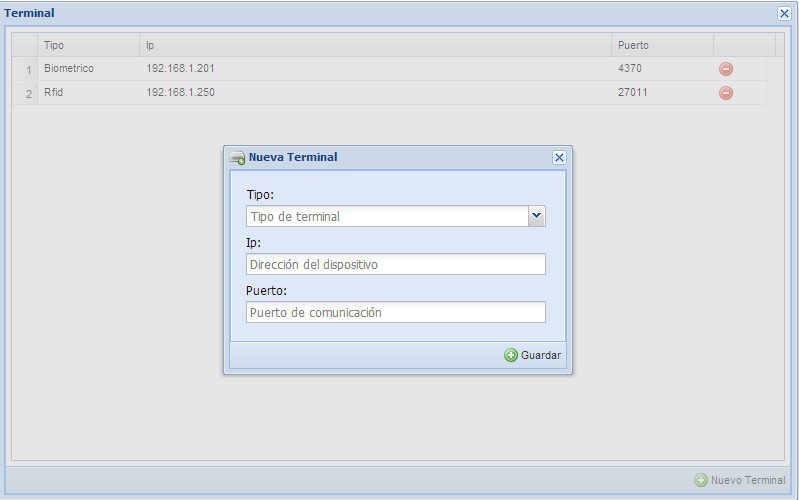 Terminal
Tipo Ip Puerto
1 Biometrico 192.168.1.201 4370
2 Rfid 192.168.1.250 27011
Nueva Terminal
Tipo:
Tipo de terminal
Ip:
Dirección del dispositivo
Puerto:
Puerto de comunicación
Guardar
Nuevo Terminal